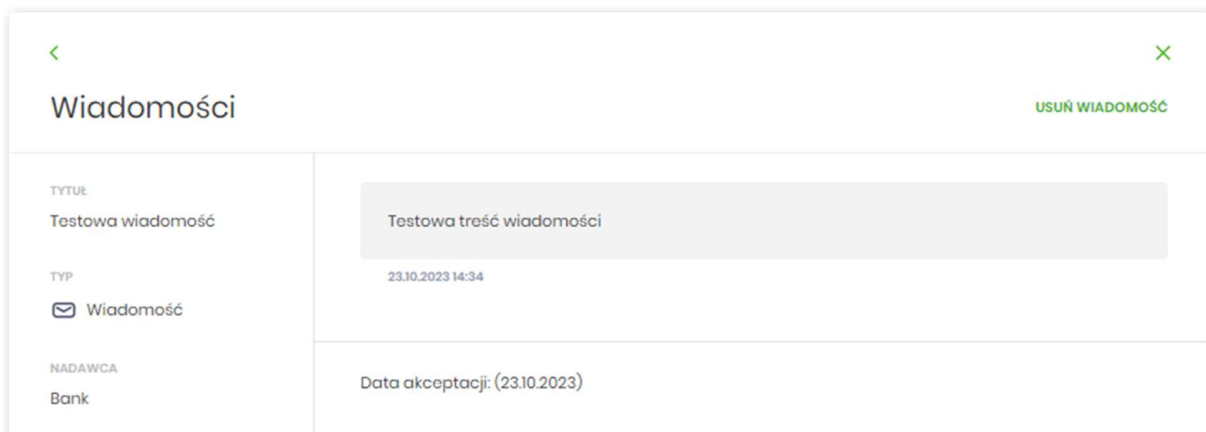 Wiadomości
USUŃ WIADOMOŚĆ
TYTUŁ
Testowa wiadomość
TYP
Wiadomość
NADAWCA
Bank
Testowa treść wiadomości
23.10.2023 14:34
Data akceptacji: (23.10.2023)